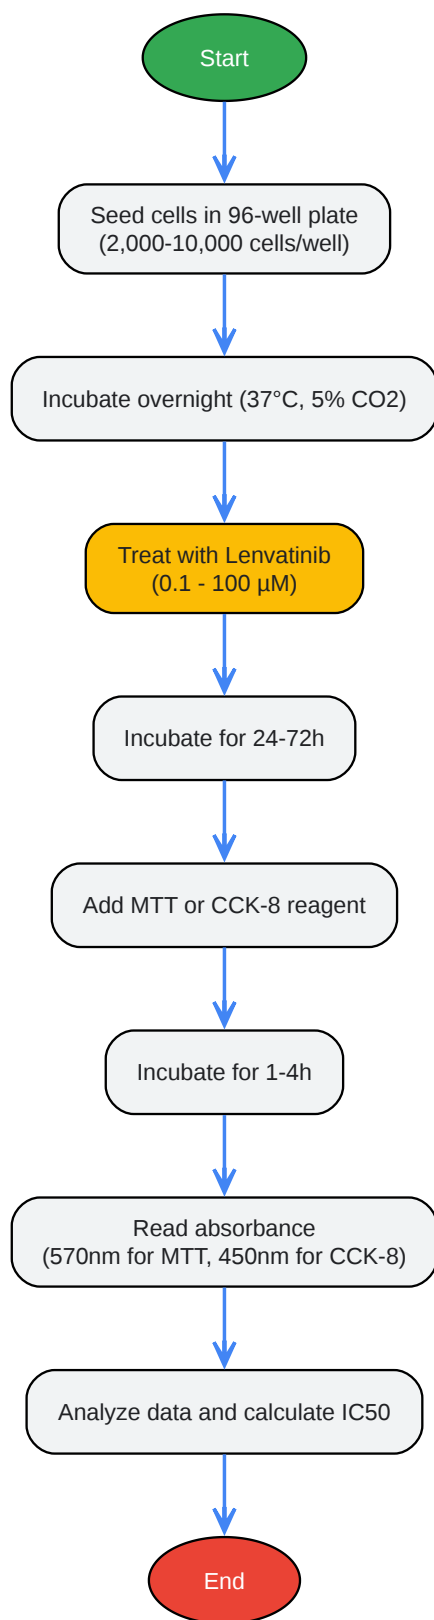 Start
Seed cells in 96-well plate
(2,000-10,000 cells/well)
Incubate overnight (37°C, 5% CO2)
Treat with Lenvatinib
(0.1 - 100 µM)
Incubate for 24-72h
Add MTT or CCK-8 reagent
Incubate for 1-4h
Read absorbance
(570nm for MTT, 450nm for CCK-8)
Analyze data and calculate IC50
End